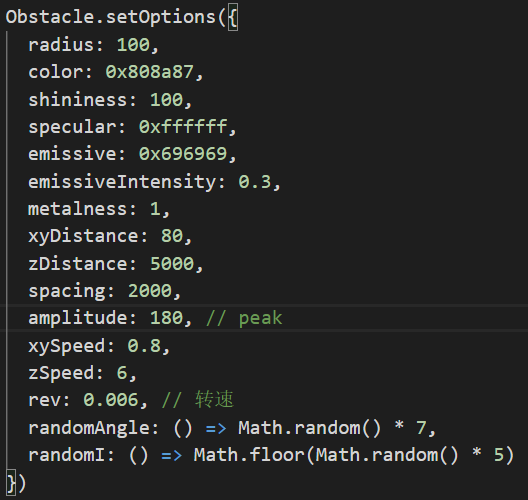 Obstacle.setOptions({
radius: 100,
color: 0x808a87,
shininess: 100,
specular: 0xffffff,
emissive: 0x696969,
emissiveIntensity: 0.3,
metalness: 1,
xyDistance: 80,
zDistance: 5000,
spacing: 2000,
amplitude: 180, // peak
xySpeed: 0.8,
zSpeed: 6,
rev: 0.006, // 转速
randomAngle: () => Math.random() * 7,
randomI: () => Math.floor(Math.random() * 5)
})